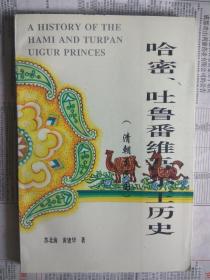 A HISTORY OF THE
HAMI AND TURPAN
UIGUR PRINCES
哈密、吐鲁番维
王历史
（清朝
苏北海 黄建华 著